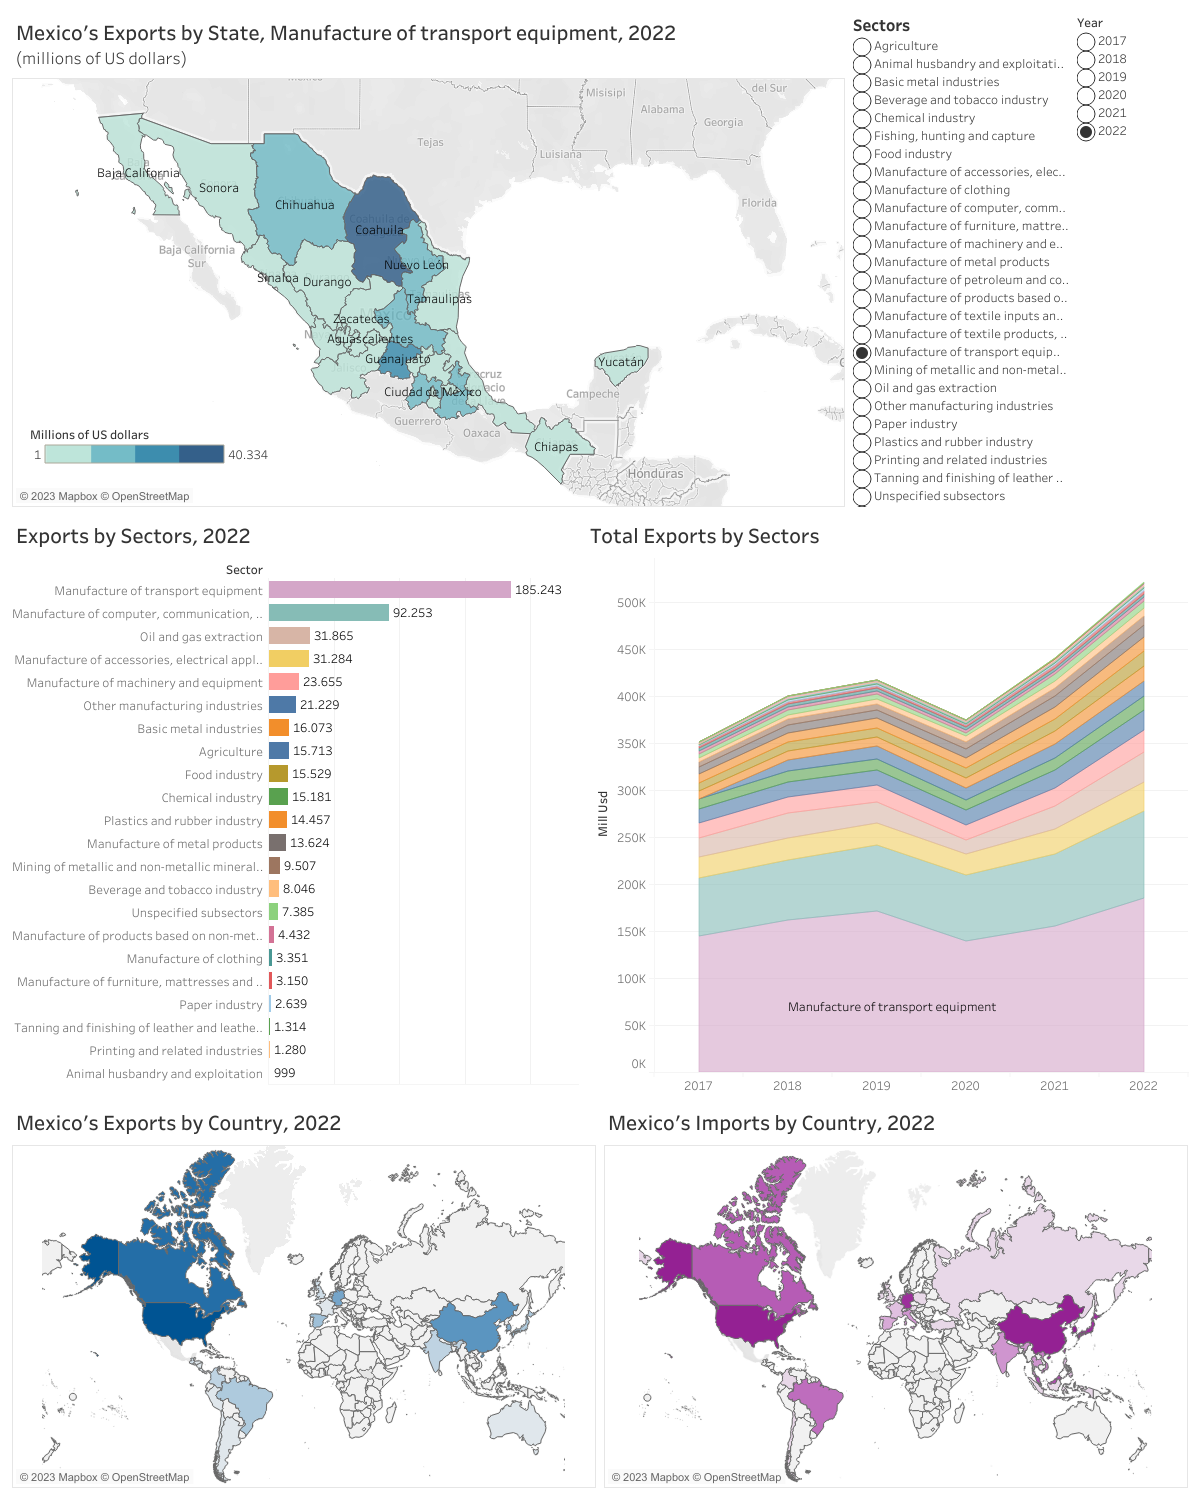 Mexico’s Exports by State, Manufacture of transport equipment, 2022
(millions of US dollars)
Sectors
Agriculture
Animal husbandry and exploitati..
Basic metal industries
Beverage and tobacco industry
Chemical industry
Fishing, hunting and capture
Food industry
Manufacture of accessories, elec..
Manufacture of clothing
Manufacture of computer, comm..
Manufacture of furniture, mattre..
Manufacture of machinery and e..
Manufacture of metal products
Manufacture of petroleum and co..
Manufacture of products based o..
Manufacture of textile inputs an..
Manufacture of textile products, ..
Manufacture of transport equip..
Mining of metallic and non-metal..
Oil and gas extraction
Other manufacturing industries
Paper industry
Plastics and rubber industry
Printing and related industries
Tanning and finishing of leather ..
Unspecified subsectors
Year
2017
2018
2019
2020
2021
2022
Misisipi
Alabama
Georgia
del Sur
Tejas
Luisiana
Florida
Baja California
Sonora
Chihuahua
Coahuila
Baja California
Sur
Nuevo León
Sinaloa
Durango
Tamaulipas
Zacatecas
México
Aguascalientes
Guanajuato
Yucatán
Ciudad de México
Campeche
Guerrero
Oaxaca
Chiapas
Honduras
Millions of US dollars
1
40.334
© 2023 Mapbox © OpenStreetMap
Exports by Sectors, 2022
Sector
Manufacture of transport equipment 185.243
Manufacture of computer, communication, .. 92.253
Oil and gas extraction 31.865
Manufacture of accessories, electrical appl.. 31.284
Manufacture of machinery and equipment 23.655
Other manufacturing industries 21.229
Basic metal industries 16.073
Agriculture 15.713
Food industry 15.529
Chemical industry 15.181
Plastics and rubber industry 14.457
Manufacture of metal products 13.624
Mining of metallic and non-metallic mineral.. 9.507
Beverage and tobacco industry 8.046
Unspecified subsectors 7.385
Manufacture of products based on non-met.. 4.432
Manufacture of clothing 3.351
Manufacture of furniture, mattresses and .. 3.150
Paper industry 2.639
Tanning and finishing of leather and leathe.. 1.314
Printing and related industries 1.280
Animal husbandry and exploitation 999
Total Exports by Sectors
Mill Usd
500K
450K
400K
350K
300K
250K
200K
150K
100K
50K
0K
Manufacture of transport equipment
2017 2018 2019 2020 2021 2022
Mexico’s Exports by Country, 2022
© 2023 Mapbox © OpenStreetMap
Mexico’s Imports by Country, 2022
© 2023 Mapbox © OpenStreetMap